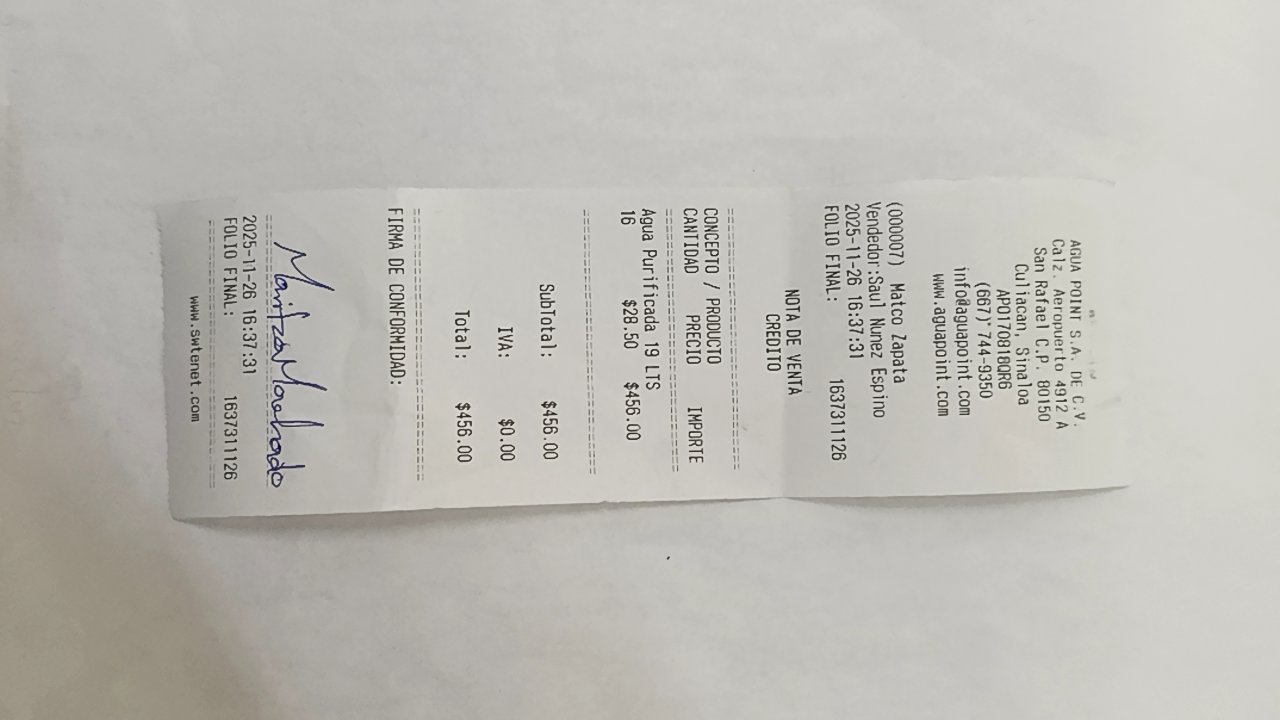 AGUA POINT S.A. DE C.V.
Calz. Aeropuerto 4912 A
San Rafael C.P. 80150
Culiacan, Sinaloa
APO170818QR6
(667) 744-9350
info@aguapoint.com
www.aguapoint.com
(000007) Matco Zapata
Vendedor:Saul Nunez Espino
2025-11-26 16:37:31
FOLIO FINAL: 1637311126
NOTA DE VENTA
CREDITO
CONCEPTO / PRODUCTO
CANTIDAD PRECIO IMPORTE
Agua Purificada 19 LTS
16 $28.50 $456.00
SubTotal: $456.00
IVA: $0.00
Total: $456.00
FIRMA DE CONFORMIDAD:
Maritza Machado
2025-11-26 16:37:31
FOLIO FINAL: 1637311126
www.swtenet.com